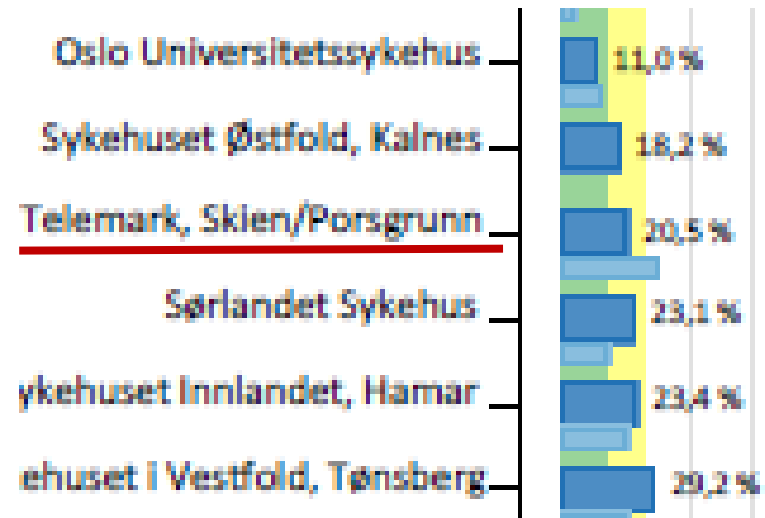 Oslo Universitetssykehus 11,0 %
Sykehuset Østfold, Kalnes 18,2 %
Telemark, Skien/Porsgrunn 20,5 %
Sørlandet Sykehus 23,1 %
ykehuset Innlandet, Hamar 23,4 %
ehuset i Vestfold, Tønsberg 29,2 %